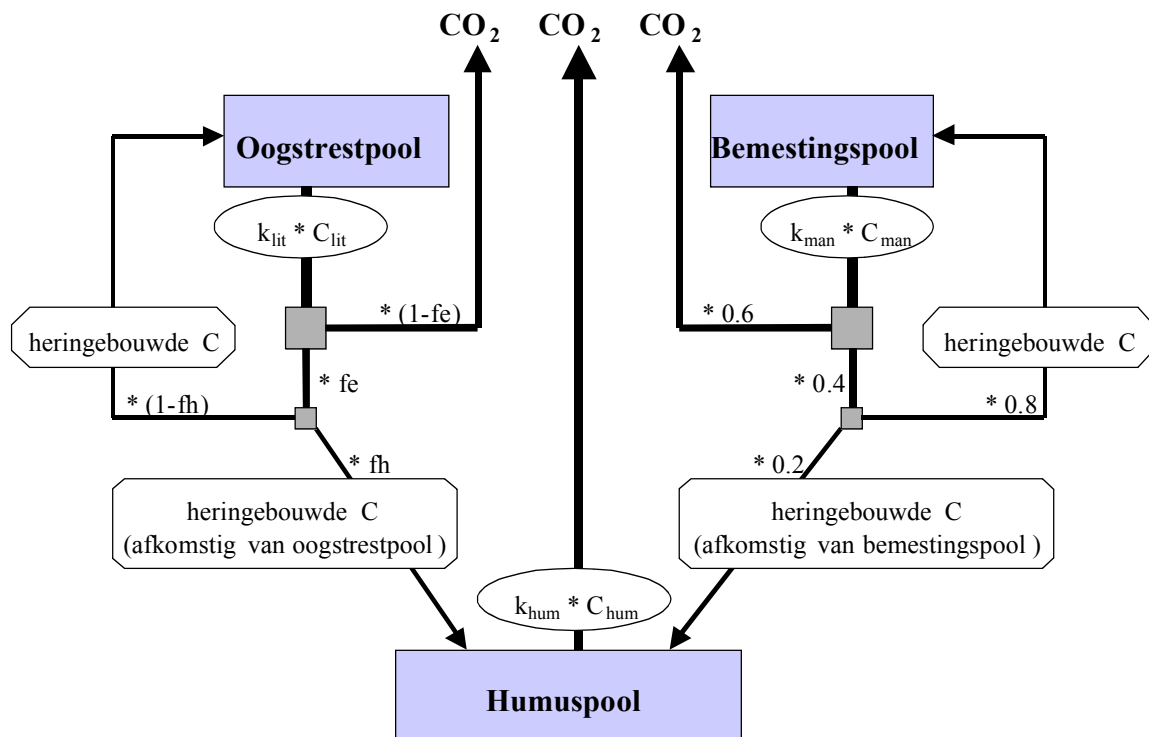 CO₂ CO₂ CO₂
Oogstrestpool
Bemestingspool
k_lit * C_lit
k_man * C_man
* (1-fe)
* 0.6
heringebouwde C
heringebouwde C
* fe
* 0.4
* (1-fh)
* 0.8
* fh
* 0.2
heringebouwde C
(afkomstig van oogstrestpool)
heringebouwde C
(afkomstig van bemestingspool)
k_hum * C_hum
Humuspool